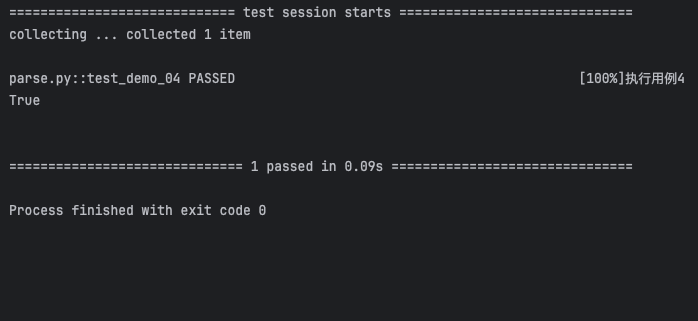 ============================= test session starts ==============================
collecting ... collected 1 item
parse.py::test_demo_04 PASSED [100%]执行用例4
True
============================== 1 passed in 0.09s ===============================
Process finished with exit code 0